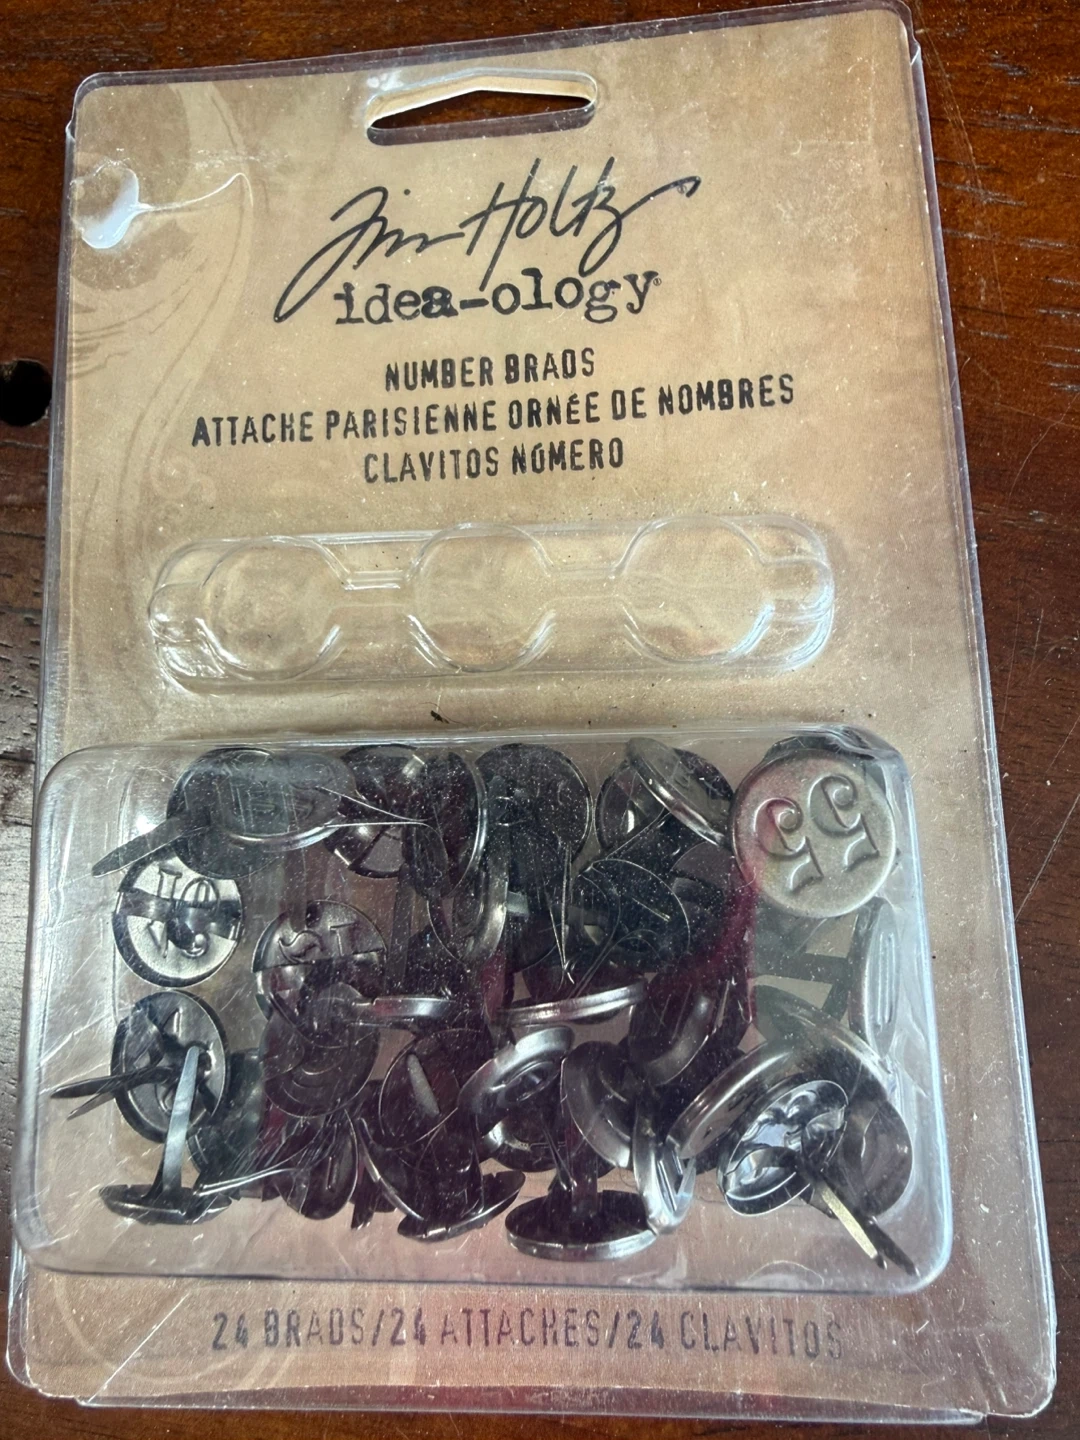 Tim Holtz
idea-ology
NUMBER BRADS
ATTACHE PARISIENNE ORNÉE DE NOMBRES
CLAVITOS NÚMERO
55
24 BRADS/24 ATTACHES/24 CLAVITOS